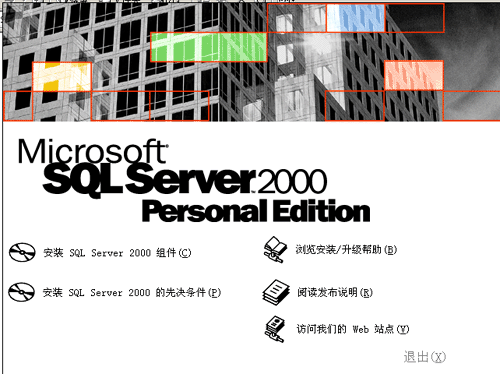 Microsoft®
SQL Server™ 2000
Personal Edition
安装 SQL Server 2000 组件(C)
浏览安装/升级帮助(B)
安装 SQL Server 2000 的先决条件(P)
阅读发布说明(R)
访问我们的 Web 站点(V)
退出(X)